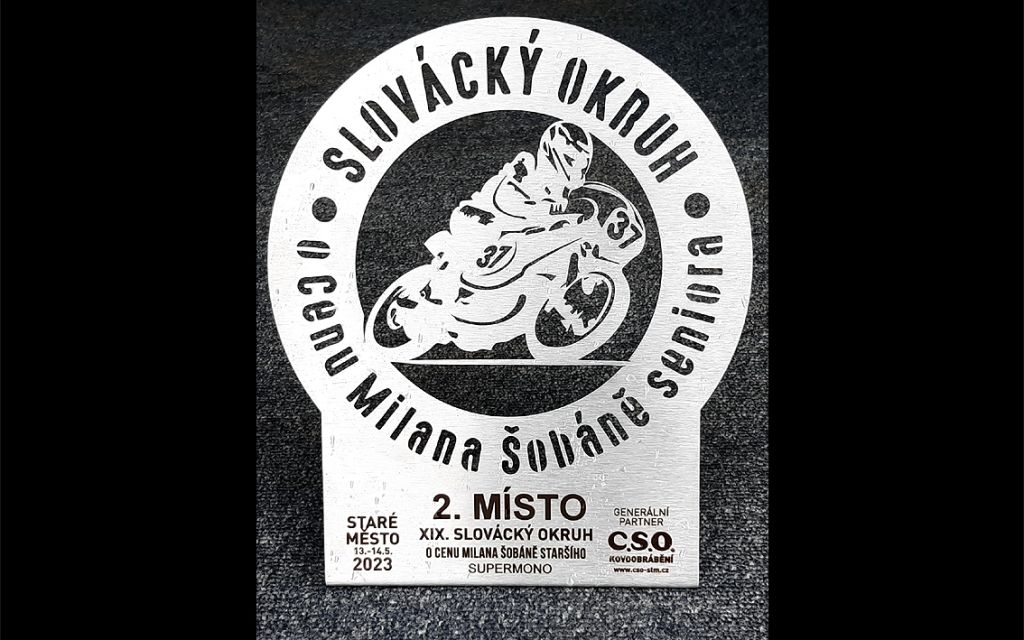 SLOVÁCKÝ OKRUH
o cenu Milana Šobáně seniora
37
37
2. MÍSTO
XIX. SLOVÁCKÝ OKRUH
O CENU MILANA ŠOBÁNĚ STARŠÍHO
SUPERMONO
STARÉ
MĚSTO
13.-14.5.
2023
GENERÁLNÍ
PARTNER
C.S.O.
KOVOOBRÁBĚNÍ
www.cso-stm.cz